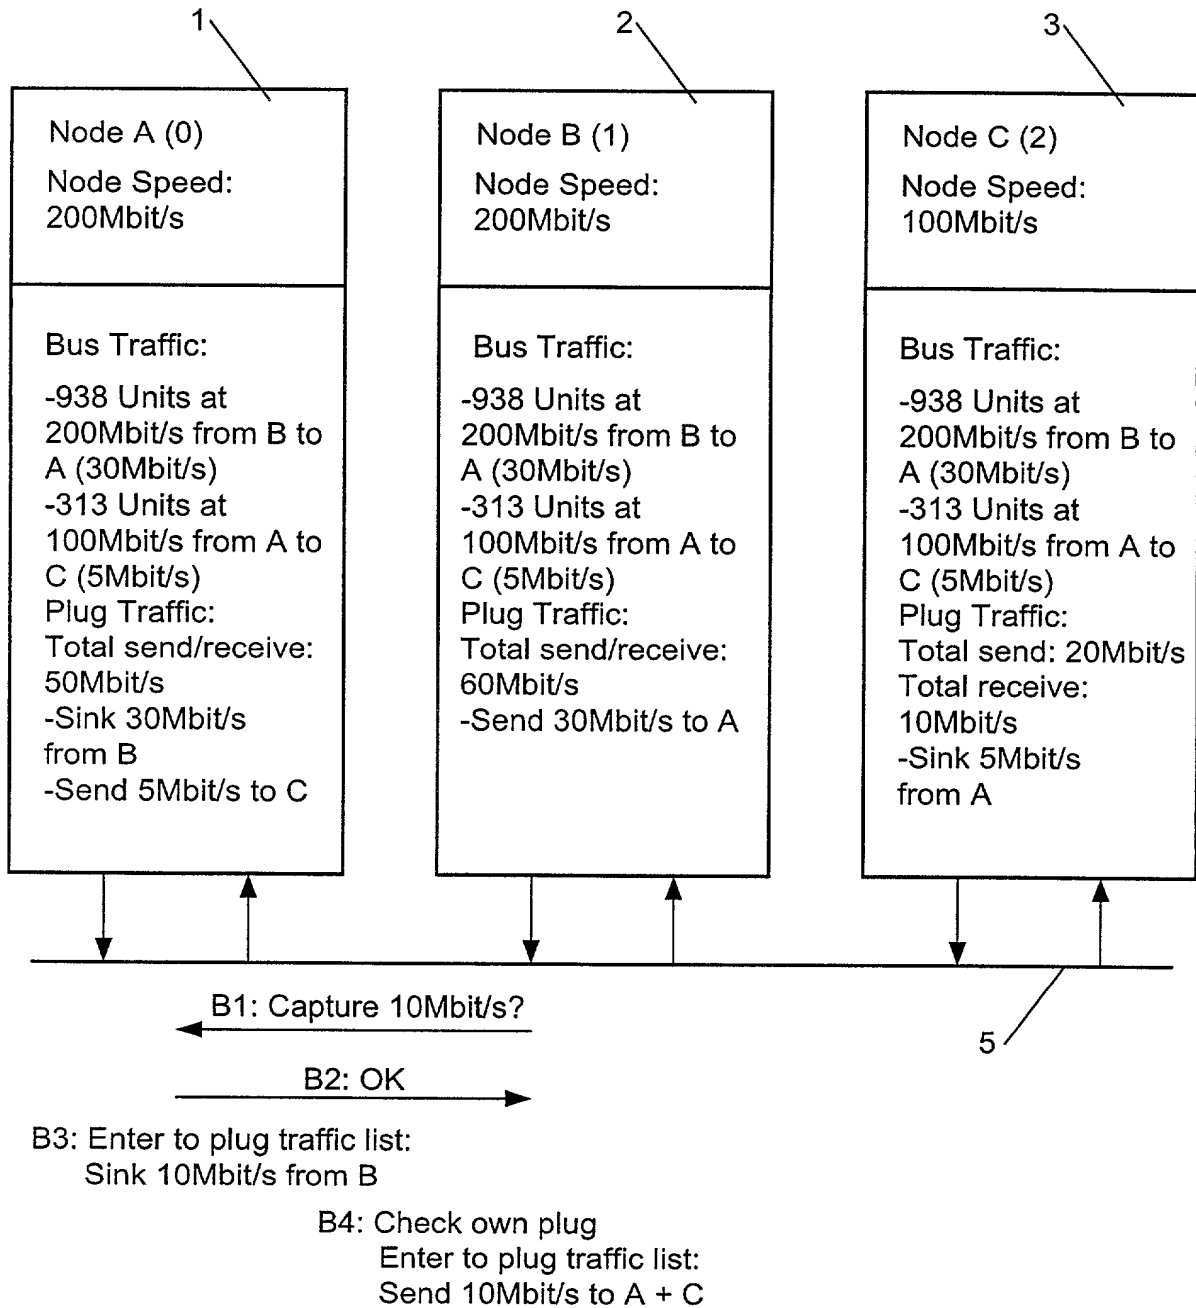 1
2
3
Node A (0)
Node Speed:
200Mbit/s
Bus Traffic:
-938 Units at
200Mbit/s from B to
A (30Mbit/s)
-313 Units at
100Mbit/s from A to
C (5Mbit/s)
Plug Traffic:
Total send/receive:
50Mbit/s
-Sink 30Mbit/s
from B
-Send 5Mbit/s to C
Node B (1)
Node Speed:
200Mbit/s
Bus Traffic:
-938 Units at
200Mbit/s from B to
A (30Mbit/s)
-313 Units at
100Mbit/s from A to
C (5Mbit/s)
Plug Traffic:
Total send/receive:
60Mbit/s
-Send 30Mbit/s to A
Node C (2)
Node Speed:
100Mbit/s
Bus Traffic:
-938 Units at
200Mbit/s from B to
A (30Mbit/s)
-313 Units at
100Mbit/s from A to
C (5Mbit/s)
Plug Traffic:
Total send: 20Mbit/s
Total receive:
10Mbit/s
-Sink 5Mbit/s
from A
5
B1: Capture 10Mbit/s?
B2: OK
B3: Enter to plug traffic list:
Sink 10Mbit/s from B
B4: Check own plug
Enter to plug traffic list:
Send 10Mbit/s to A + C